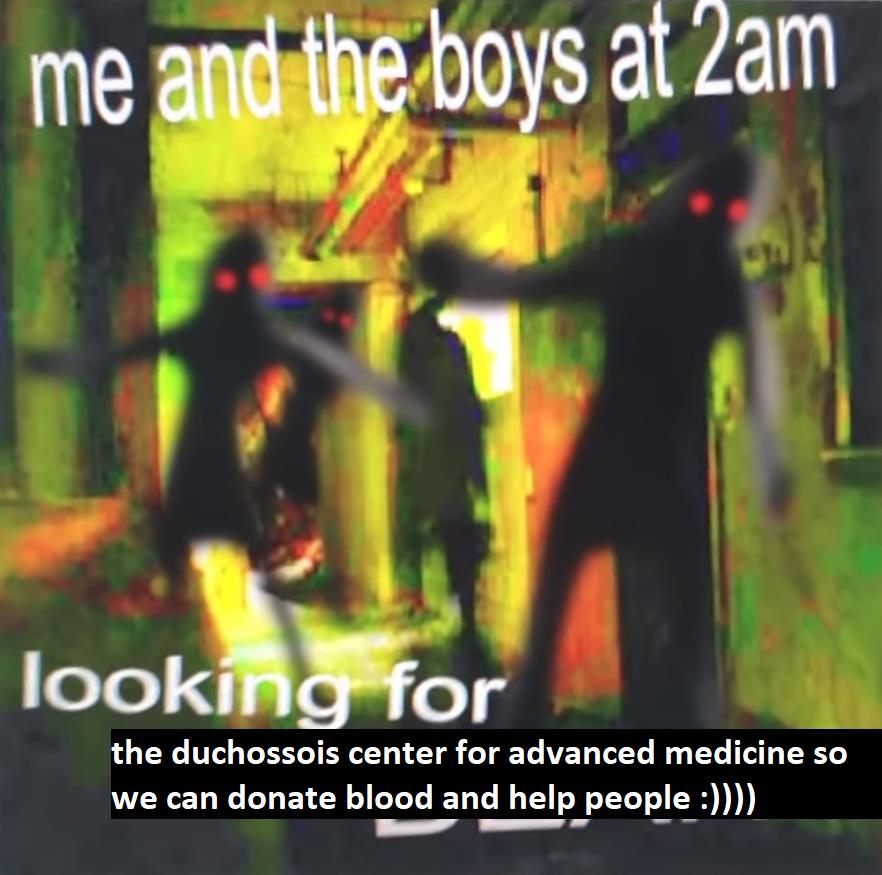 me and the boys at 2am
looking for
the duchossois center for advanced medicine so
we can donate blood and help people :))))